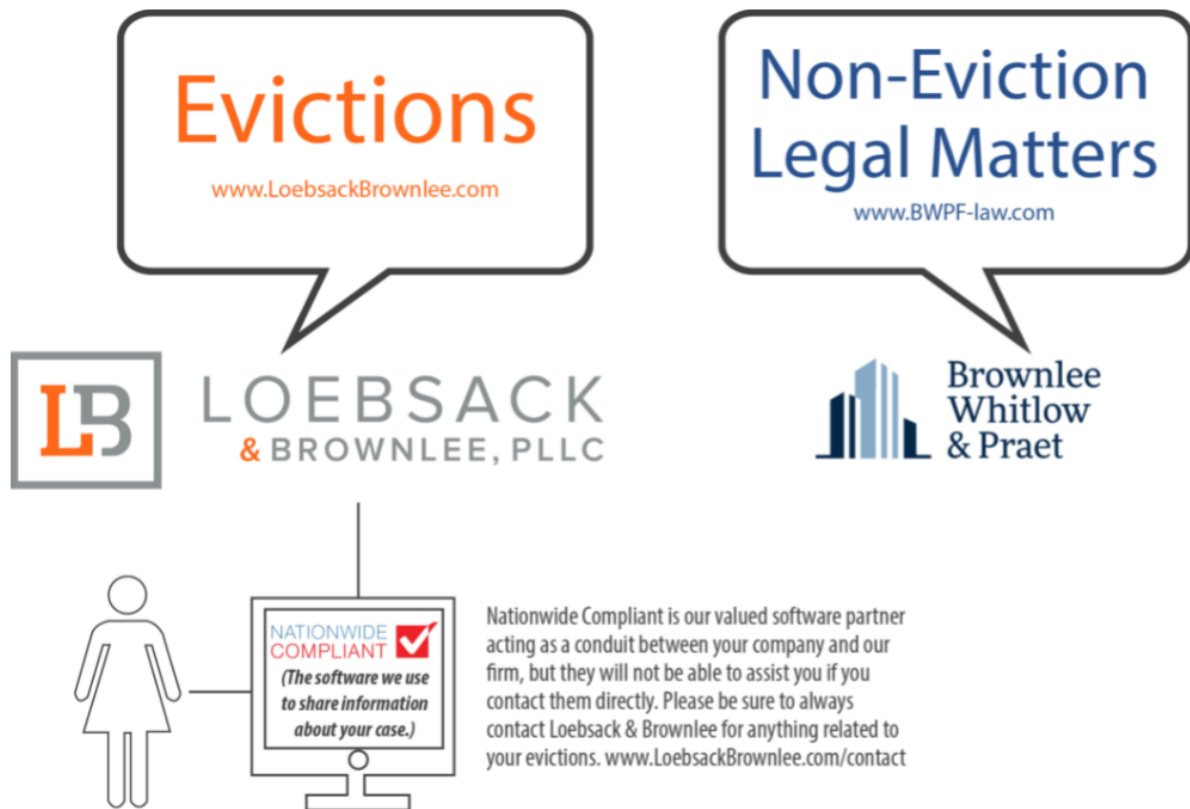 Evictions
www.LoebsackBrownlee.com
Non-Eviction
Legal Matters
www.BWPF-law.com
LB
LOEBSACK
& BROWNLEE, PLLC
Brownlee
Whitlow
& Praet
NATIONWIDE
COMPLIANT
(The software we use
to share information
about your case.)
Nationwide Compliant is our valued software partner
acting as a conduit between your company and our
firm, but they will not be able to assist you if you
contact them directly. Please be sure to always
contact Loebsack & Brownlee for anything related to
your evictions. www.LoebsackBrownlee.com/contact